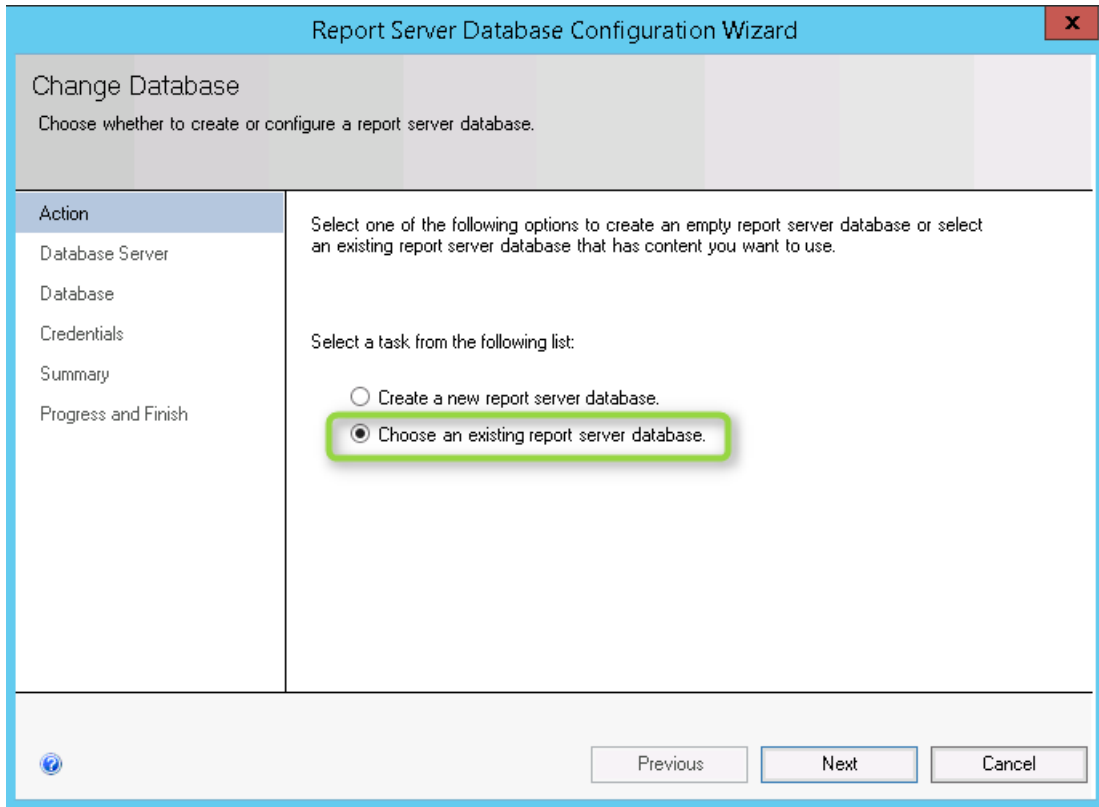 Report Server Database Configuration Wizard
x
Change Database
Choose whether to create or configure a report server database.
Action
Database Server
Database
Credentials
Summary
Progress and Finish
Select one of the following options to create an empty report server database or select
an existing report server database that has content you want to use.
Select a task from the following list:
Create a new report server database.
Choose an existing report server database.
?
Previous
Next
Cancel